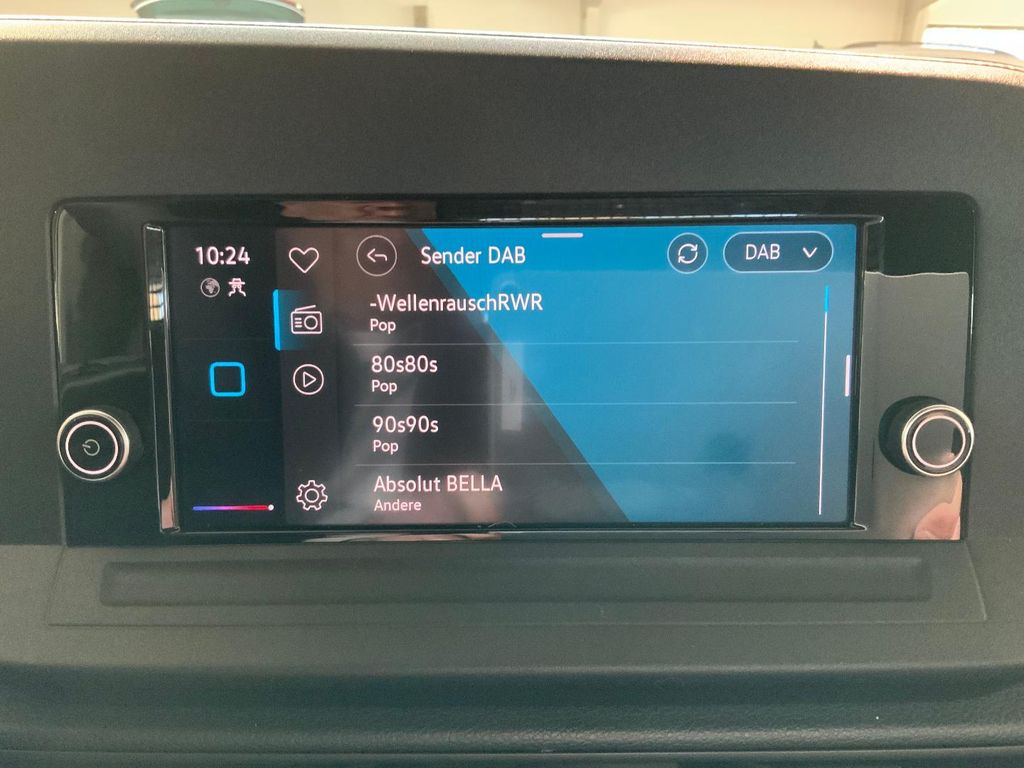 10:24
Sender DAB
DAB
-WellenrauschRWR
Pop
80s80s
Pop
90s90s
Pop
Absolut BELLA
Andere